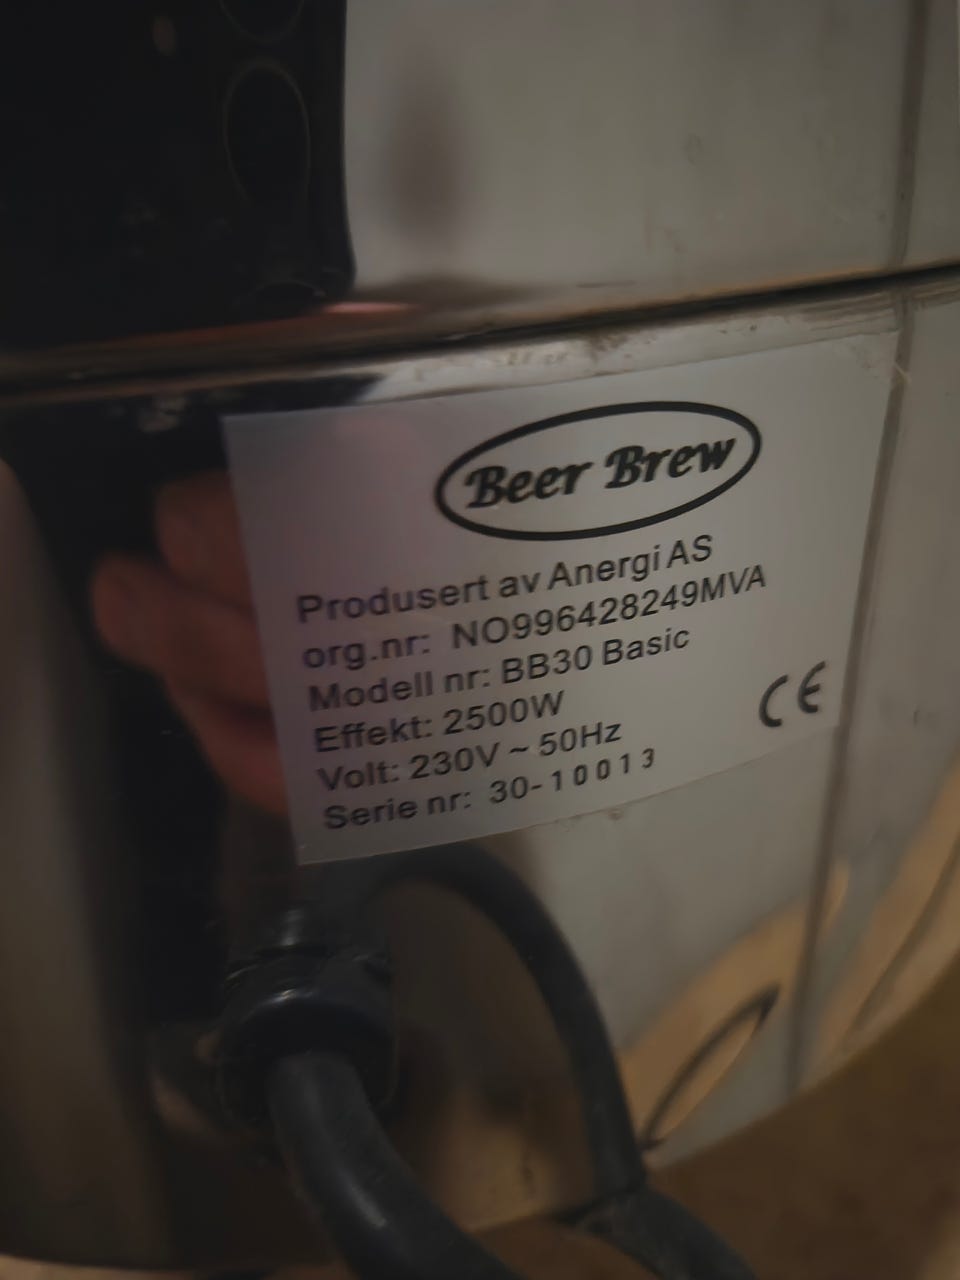 Beer Brew
Produsert av Anergi AS
org.nr: NO996428249MVA
Modell nr: BB30 Basic
Effekt: 2500W
Volt: 230V ~ 50Hz
Serie nr: 30-10013
CE